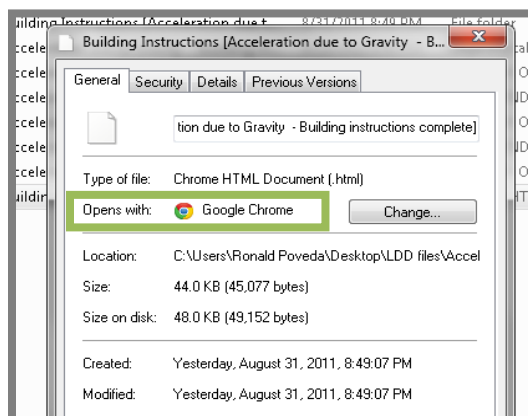 uilding Instructions [Acceleration due t... 8/31/2011 8:49 PM File folder
Building Instructions [Acceleration due to Gravity - B...
General Security Details Previous Versions
tion due to Gravity - Building instructions complete]
Type of file: Chrome HTML Document (.html)
Opens with: Google Chrome Change...
Location: C:\Users\Ronald Poveda\Desktop\LDD files\Accel
Size: 44.0 KB (45,077 bytes)
Size on disk: 48.0 KB (49,152 bytes)
Created: Yesterday, August 31, 2011, 8:49:07 PM
Modified: Yesterday, August 31, 2011, 8:49:07 PM